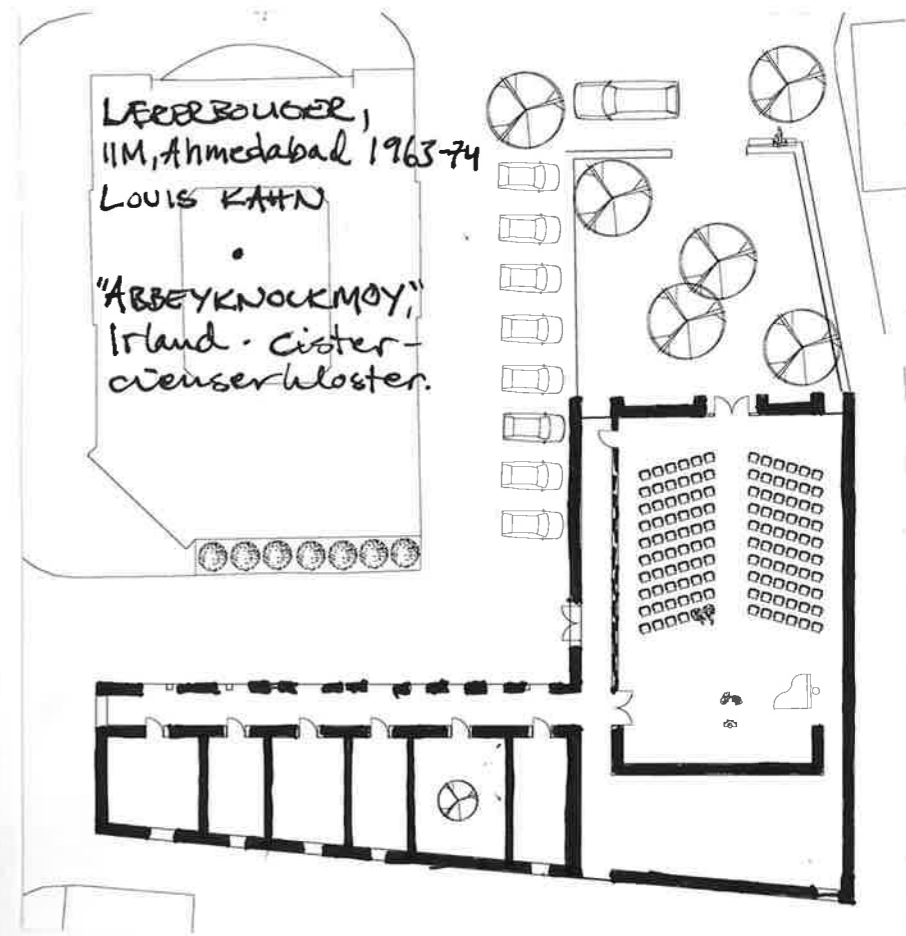 LÆRERBOLIGER,
IIM, Ahmedabad 1963-74
LOUIS KAHN
"ABBEYKNOCKMOY,"
Irland · cister-
cienserkloster.